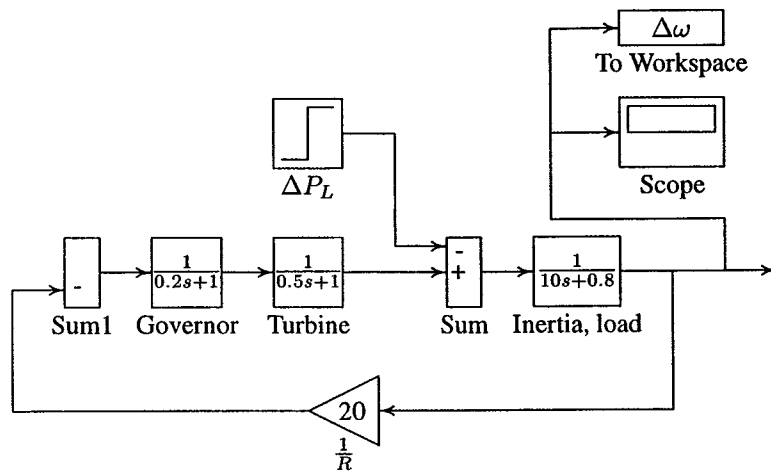 Δω
To Workspace
Scope
ΔP_L
-
+
-
1/(0.2s+1)
1/(0.5s+1)
1/(10s+0.8)
Sum1 Governor Turbine Sum Inertia, load
20
1/R